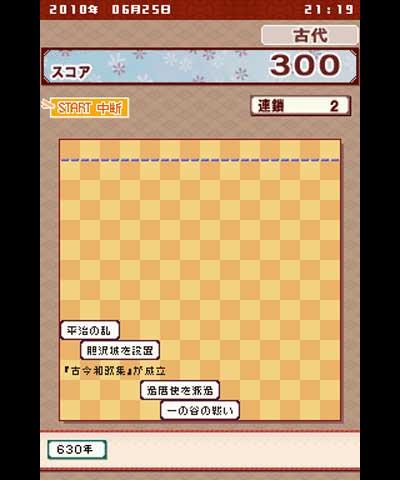 2010年 06月25日 21:19
古代
スコア 300
START 中断
連鎖 2
平治の乱
胆沢城を設置
『古今和歌集』が成立
追唐使を派遣
一の谷の戦い
630年